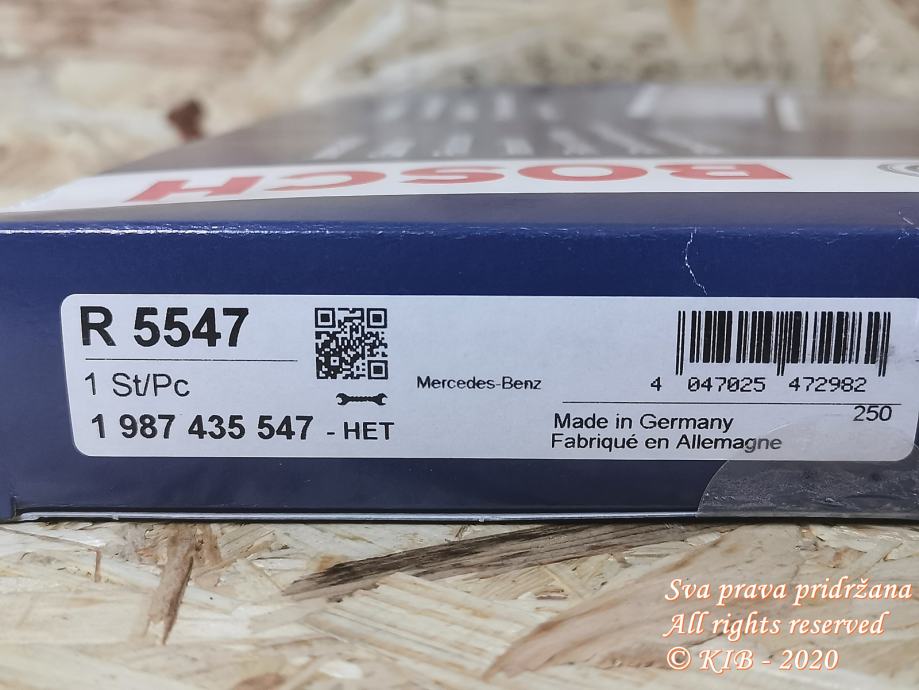 BOSCH
R 5547
1 St/Pc
1 987 435 547 - HET
Mercedes-Benz
4 047025 472982
250
Made in Germany
Fabriqué en Allemagne
Sva prava pridržana
All rights reserved
© KIB - 2020